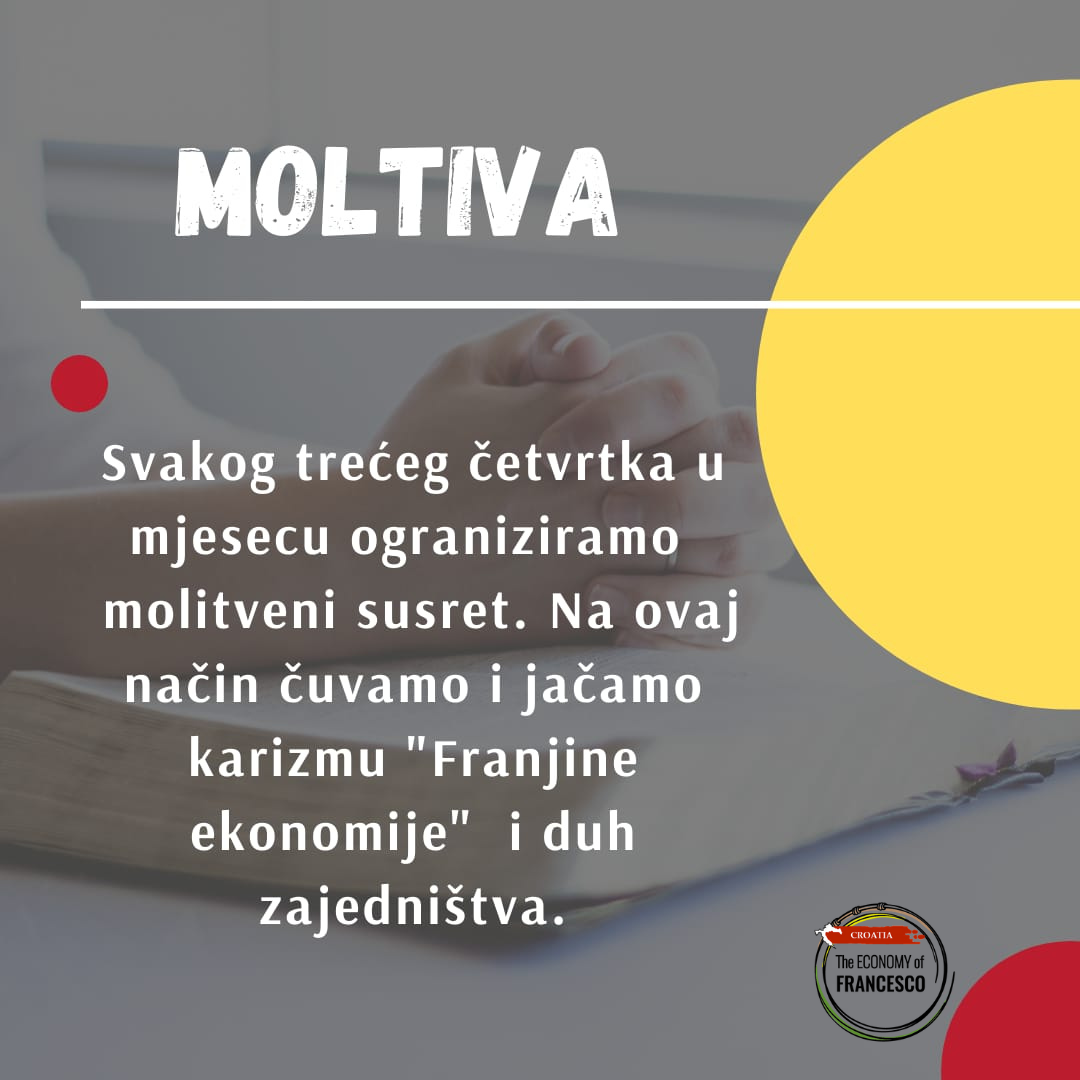 MOLTIVA
Svakog trećeg četvrtka u
mjesecu ograniziramo
molitveni susret. Na ovaj
način čuvamo i jačamo
karizmu "Franjine
ekonomije"  i duh
zajedništva.
CROATIA
The ECONOMY of
FRANCESCO